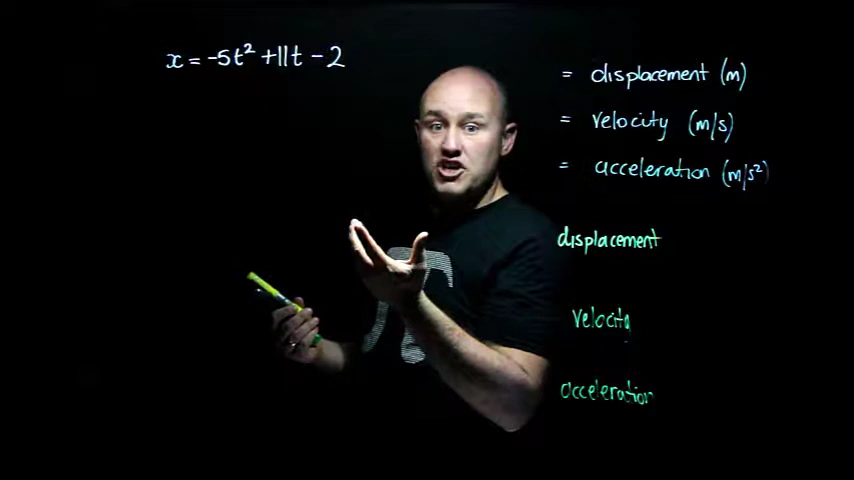 x = -5t² + 11t - 2
= displacement (m)
= velocity (m/s)
= acceleration (m/s²)
displacement
velocity
acceleration